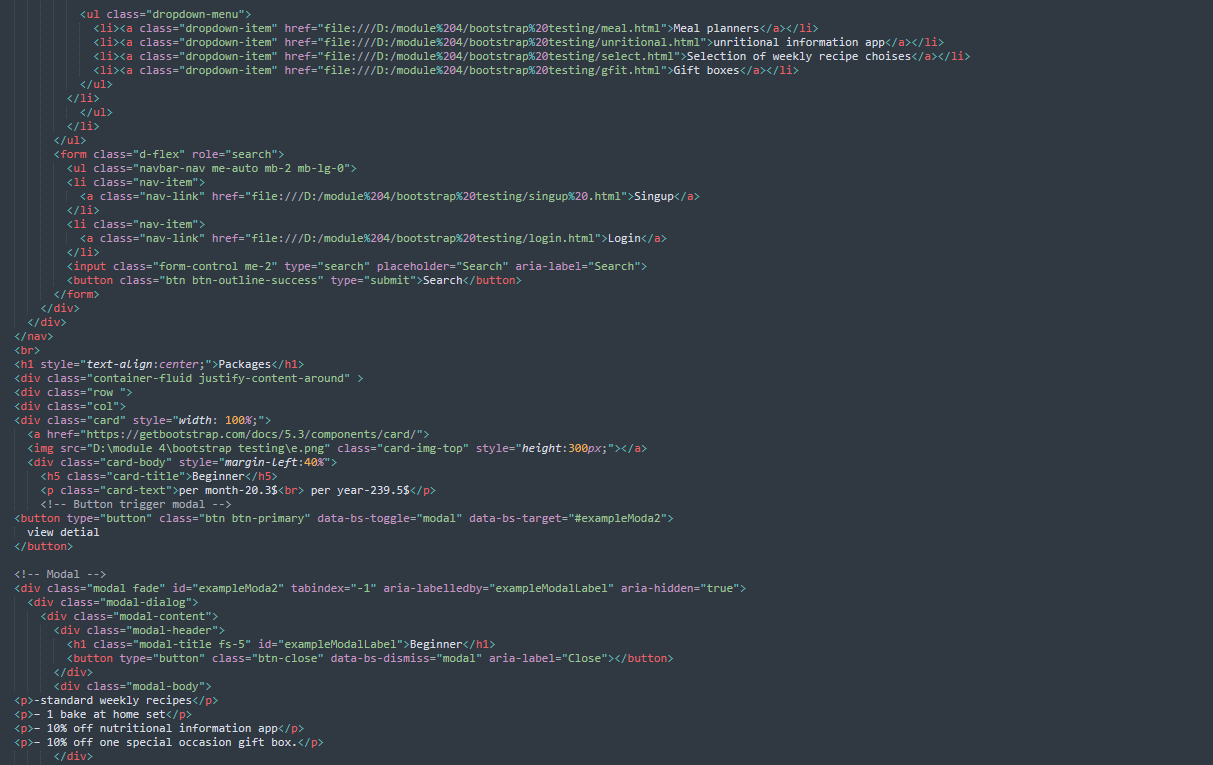 <ul class="dropdown-menu">
<li><a class="dropdown-item" href="file:///D:/module%204/bootstrap%20testing/meal.html">Meal planners</a></li>
<li><a class="dropdown-item" href="file:///D:/module%204/bootstrap%20testing/unritional.html">unritional information app</a></li>
<li><a class="dropdown-item" href="file:///D:/module%204/bootstrap%20testing/select.html">Selection of weekly recipe choises</a></li>
<li><a class="dropdown-item" href="file:///D:/module%204/bootstrap%20testing/gfit.html">Gift boxes</a></li>
</ul>
</li>
</ul>
</li>
</ul>
<form class="d-flex" role="search">
<ul class="navbar-nav me-auto mb-2 mb-lg-0">
<li class="nav-item">
<a class="nav-link" href="file:///D:/module%204/bootstrap%20testing/singup%20.html">Singup</a>
</li>
<li class="nav-item">
<a class="nav-link" href="file:///D:/module%204/bootstrap%20testing/login.html">Login</a>
</li>
<input class="form-control me-2" type="search" placeholder="Search" aria-label="Search">
<button class="btn btn-outline-success" type="submit">Search</button>
</form>
</div>
</div>
</nav>
<br>
<h1 style="text-align:center;">Packages</h1>
<div class="container-fluid justify-content-around" >
<div class="row ">
<div class="col">
<div class="card" style="width: 100%;">
<a href="https://getbootstrap.com/docs/5.3/components/card/">
<img src="D:\module 4\bootstrap testing\e.png" class="card-img-top" style="height:300px;"></a>
<div class="card-body" style="margin-left:40%">
<h5 class="card-title">Beginner</h5>
<p class="card-text">per month-20.3$<br> per year-239.5$</p>
<!-- Button trigger modal -->
<button type="button" class="btn btn-primary" data-bs-toggle="modal" data-bs-target="#exampleModa2">
view detial
</button>
<!-- Modal -->
<div class="modal fade" id="exampleModa2" tabindex="-1" aria-labelledby="exampleModalLabel" aria-hidden="true">
<div class="modal-dialog">
<div class="modal-content">
<div class="modal-header">
<h1 class="modal-title fs-5" id="exampleModalLabel">Beginner</h1>
<button type="button" class="btn-close" data-bs-dismiss="modal" aria-label="Close"></button>
</div>
<div class="modal-body">
<p>-standard weekly recipes</p>
<p>- 1 bake at home set</p>
<p>- 10% off nutritional information app</p>
<p>- 10% off one special occasion gift box.</p>
</div>